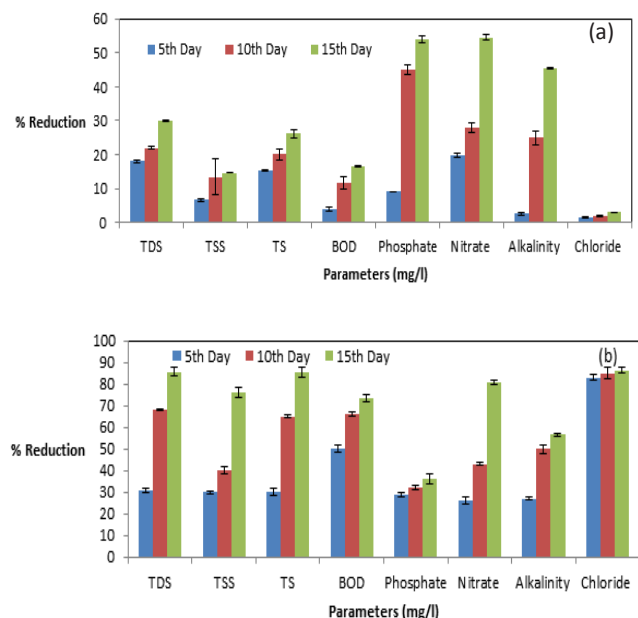 60
(a)
5th Day 10th Day 15th Day
50
40
% Reduction
30
20
10
0
TDS TSS TS BOD Phosphate Nitrate Alkalinity Chloride
Parameters (mg/l)
100
5th Day 10th Day 15th Day
(b)
90
80
70
60
% Reduction
50
40
30
20
10
0
TDS TSS TS BOD Phosphate Nitrate Alkalinity Chloride
Parameters (mg/l)